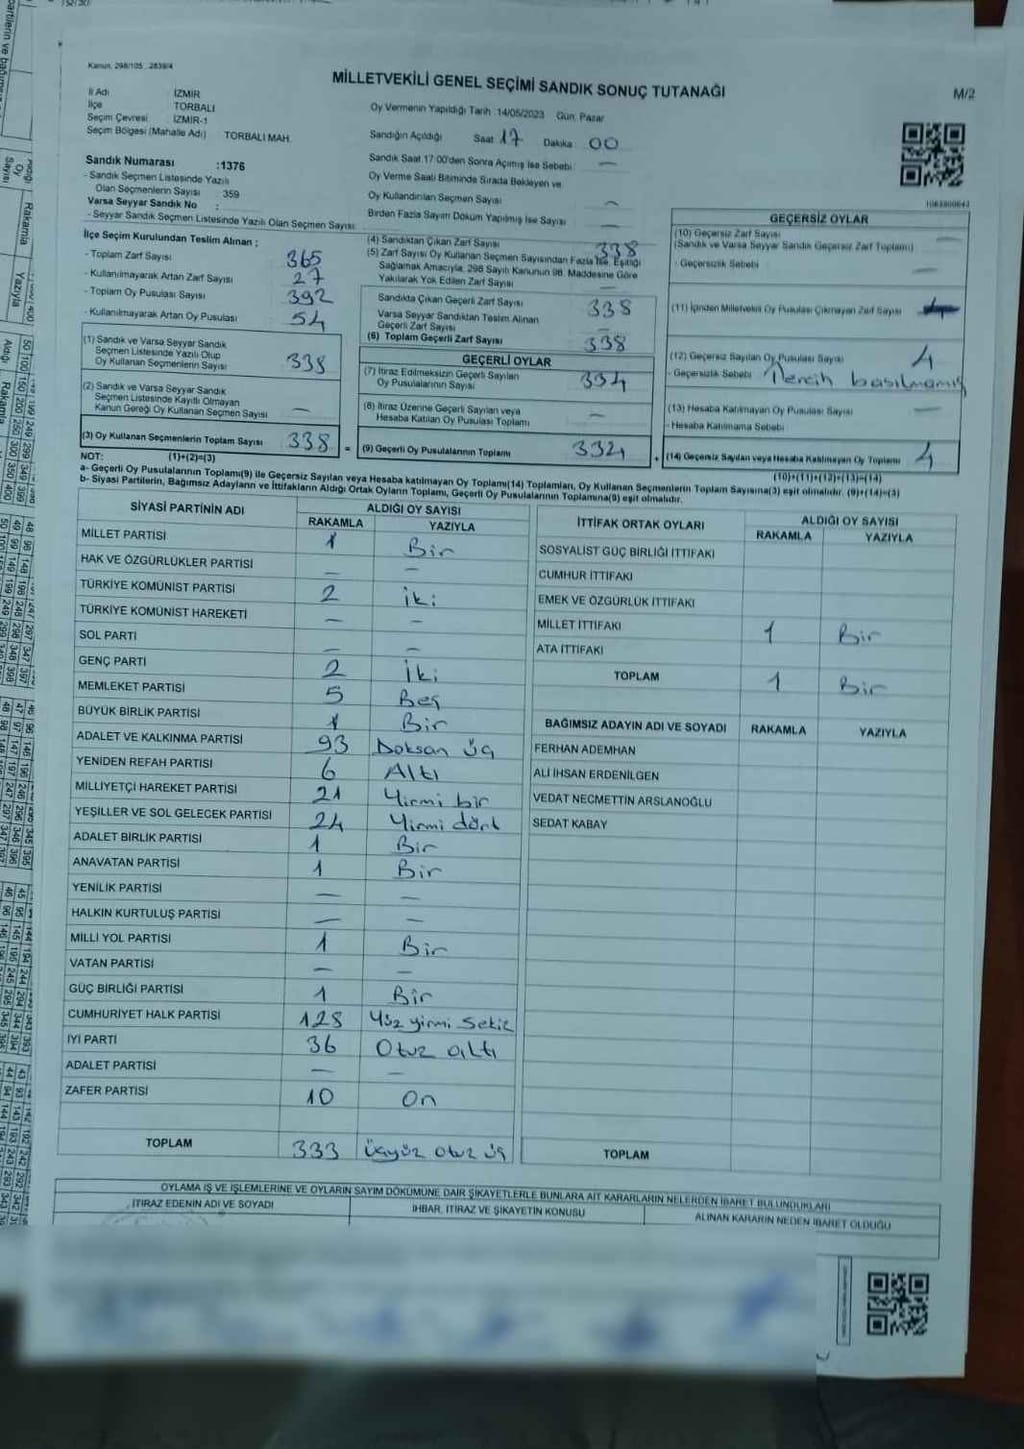 Kanun. 298/105 2839/4
MİLLETVEKİLİ GENEL SEÇİMİ SANDIK SONUÇ TUTANAĞI
M/2
İl Adı İZMİR
İlçe TORBALI
Seçim Çevresi İZMİR-1
Seçim Bölgesi (Mahalle Adı) TORBALI MAH.
Oy Vermenin Yapıldığı Tarih 14/05/2023 Gün: Pazar
Sandığın Açıldığı Saat 17 Dakika 00
Sandık Numarası :1376
- Sandık Seçmen Listesinde Yazılı
Olan Seçmenlerin Sayısı : 359
Varsa Seyyar Sandık No :
- Seyyar Sandık Seçmen Listesinde Yazılı Olan Seçmen Sayısı
Sandık Saat 17 00'den Sonra Açılmış İse Sebebi —
Oy Verme Saati Bitiminde Sırada Bekleyen ve
Oy Kullandırılan Seçmen Sayısı —
Birden Fazla Sayım Döküm Yapılmış İse Sayısı —
İlçe Seçim Kurulundan Teslim Alınan ;
- Toplam Zarf Sayısı 365
- Kullanılmayarak Artan Zarf Sayısı 27
- Toplam Oy Pusulası Sayısı 392
- Kullanılmayarak Artan Oy Pusulası 54
(4) Sandıktan Çıkan Zarf Sayısı 338
(5) Zarf Sayısı Oy Kullanan Seçmen Sayısından Fazla İse, Eşitliği
Sağlamak Amacıyla, 298 Sayılı Kanunun 98. Maddesine Göre
Yakılarak Yok Edilen Zarf Sayısı —
Sandıkta Çıkan Geçerli Zarf Sayısı 338
Varsa Seyyar Sandıktan Teslim Alınan
Geçerli Zarf Sayısı —
(6) Toplam Geçerli Zarf Sayısı 338
GEÇERSİZ OYLAR
(10) Geçersiz Zarf Sayısı —
(Sandık ve Varsa Seyyar Sandık Geçersiz Zarf Toplamı)
- Geçersizlik Sebebi —
(11) İçinden Milletvekili Oy Pusulası Çıkmayan Zarf Sayısı
(12) Geçersiz Sayılan Oy Pusulası Sayısı 4
- Geçersizlik Sebebi Tercih basılmamış
(13) Hesaba Katılmayan Oy Pusulası Sayısı —
- Hesaba Katılmama Sebebi
(14) Geçersiz Sayılan veya Hesaba Katılmayan Oy Toplamı 4
(10)+(11)+(12)+(13)=(14)
(1) Sandık ve Varsa Seyyar Sandık
Seçmen Listesinde Yazılı Olup
Oy Kullanan Seçmenlerin Sayısı 338
(2) Sandık ve Varsa Seyyar Sandık
Seçmen Listesinde Kayıtlı Olmayan
Kanun Gereği Oy Kullanan Seçmen Sayısı —
(3) Oy Kullanan Seçmenlerin Toplam Sayısı 338 =
GEÇERLİ OYLAR
(7) İtiraz Edilmeksizin Geçerli Sayılan
Oy Pusulalarının Sayısı 334
(8) İtiraz Üzerine Geçerli Sayılan veya
Hesaba Katılan Oy Pusulası Toplamı —
(9) Geçerli Oy Pusulalarının Toplamı 334 +
NOT: (1)+(2)=(3)
a- Geçerli Oy Pusulalarının Toplamı(9) ile Geçersiz Sayılan veya Hesaba katılmayan Oy Toplamı(14) Toplamları, Oy Kullanan Seçmenlerin Toplam Sayısına(3) eşit olmalıdır. (9)+(14)=(3)
b- Siyasi Partilerin, Bağımsız Adayların ve İttifakların Aldığı Ortak Oyların Toplamı, Geçerli Oy Pusulalarının Toplamına(9) eşit olmalıdır.
SİYASİ PARTİNİN ADI ALDIĞI OY SAYISI
RAKAMLA YAZIYLA
MİLLET PARTİSİ 1 Bir
HAK VE ÖZGÜRLÜKLER PARTİSİ — —
TÜRKİYE KOMÜNİST PARTİSİ 2 iki
TÜRKİYE KOMÜNİST HAREKETİ — —
SOL PARTİ — —
GENÇ PARTİ 2 İki
MEMLEKET PARTİSİ 5 Beş
BÜYÜK BİRLİK PARTİSİ 1 Bir
ADALET VE KALKINMA PARTİSİ 93 Doksan üç
YENİDEN REFAH PARTİSİ 6 Altı
MİLLİYETÇİ HAREKET PARTİSİ 21 Yirmi bir
YEŞİLLER VE SOL GELECEK PARTİSİ 24 Yirmi dört
ADALET BİRLİK PARTİSİ 1 Bir
ANAVATAN PARTİSİ 1 Bir
YENİLİK PARTİSİ — —
HALKIN KURTULUŞ PARTİSİ — —
MİLLİ YOL PARTİSİ 1 Bir
VATAN PARTİSİ — —
GÜÇ BİRLİĞİ PARTİSİ 1 Bir
CUMHURİYET HALK PARTİSİ 128 Yüz yirmi sekiz
İYİ PARTİ 36 Otuz altı
ADALET PARTİSİ — —
ZAFER PARTİSİ 10 On
TOPLAM 333 Üçyüz otuz üç
İTTİFAK ORTAK OYLARI ALDIĞI OY SAYISI
RAKAMLA YAZIYLA
SOSYALİST GÜÇ BİRLİĞİ İTTİFAKI
CUMHUR İTTİFAKI
EMEK VE ÖZGÜRLÜK İTTİFAKI
MİLLET İTTİFAKI 1 Bir
ATA İTTİFAKI
TOPLAM 1 Bir
BAĞIMSIZ ADAYIN ADI VE SOYADI RAKAMLA YAZIYLA
FERHAN ADEMHAN
ALİ İHSAN ERDENİLGEN
VEDAT NECMETTİN ARSLANOĞLU
SEDAT KABAY
TOPLAM
OYLAMA İŞ VE İŞLEMLERİNE VE OYLARIN SAYIM DÖKÜMÜNE DAİR ŞİKAYETLERLE BUNLARA AİT KARARLARIN NELERDEN İBARET BULUNDUKLARI
İTİRAZ EDENİN ADI VE SOYADI İHBAR, İTİRAZ VE ŞİKAYETİN KONUSU ALINAN KARARIN NEDEN İBARET OLDUĞU